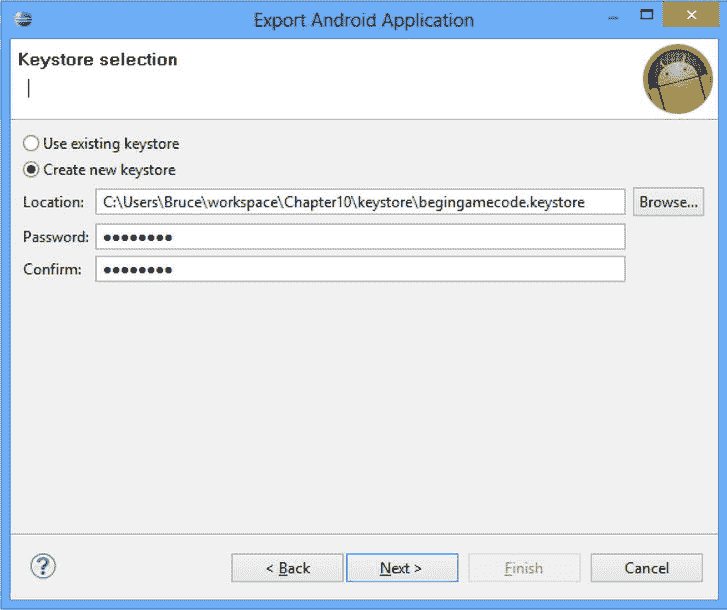 Export Android Application
Keystore selection
Use existing keystore
Create new keystore
Location: C:\Users\Bruce\workspace\Chapter10\keystore\begingamecode.keystore Browse...
Password: ●●●●●●●●
Confirm: ●●●●●●●●
? < Back Next > Finish Cancel